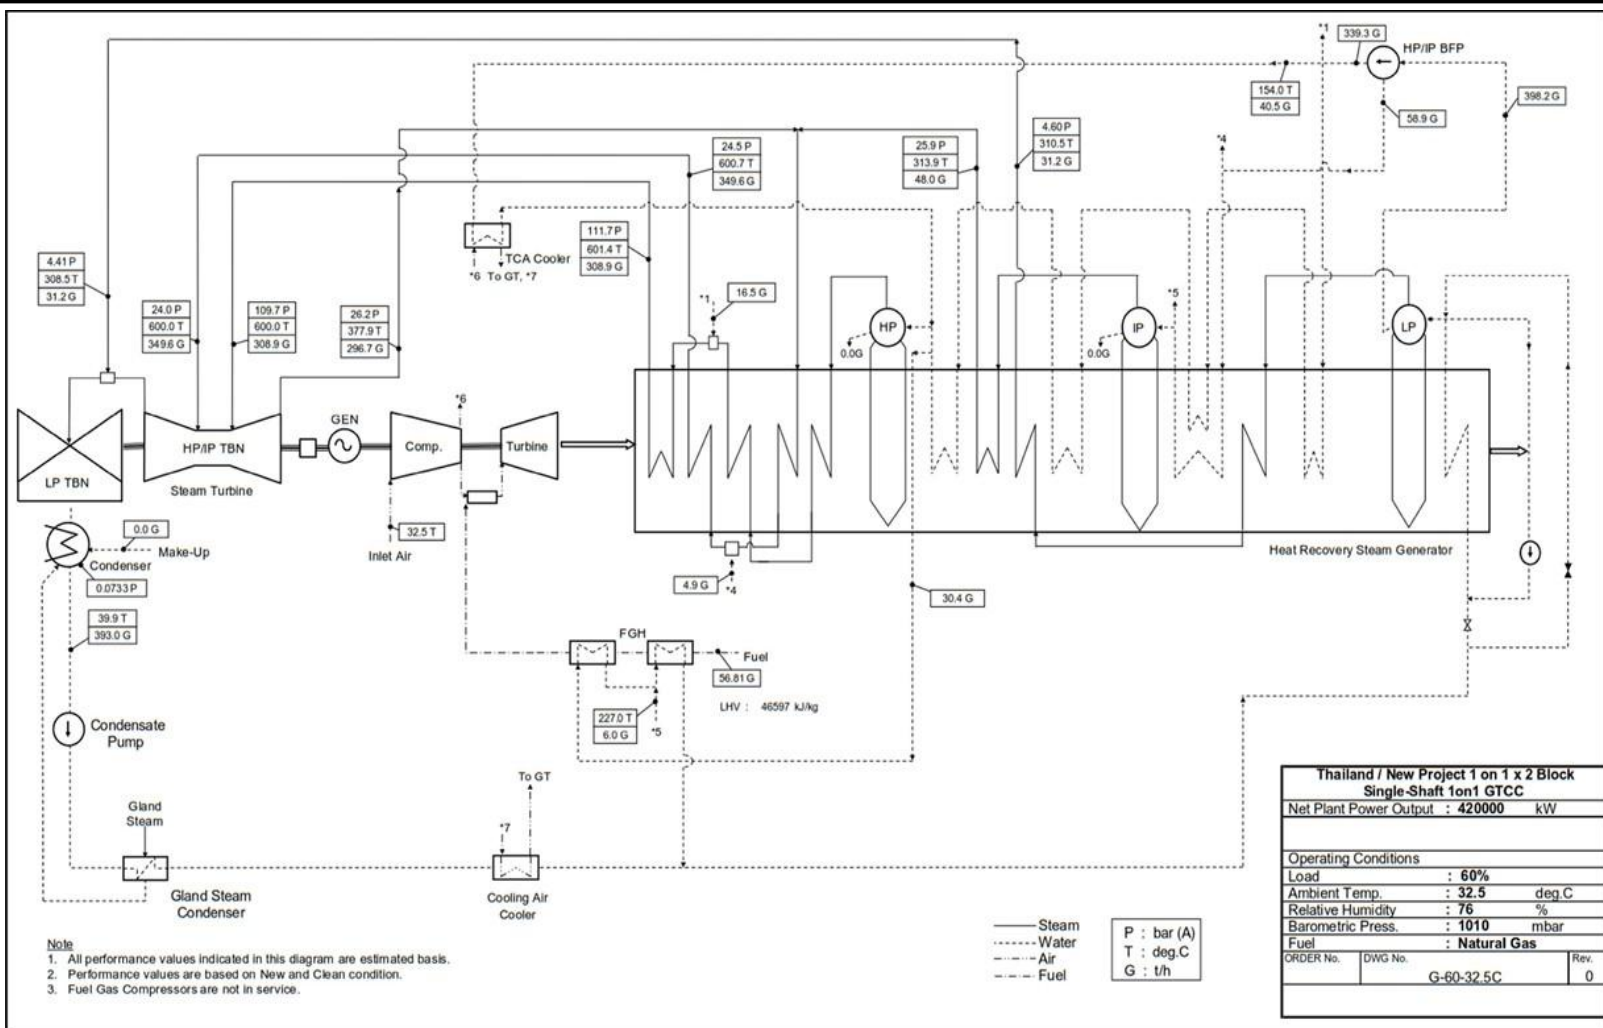 *1
339.3 G
HP/IP BFP
154.0 T
40.5 G
58.9 G
398.2 G
*4
24.5 P
600.7 T
349.6 G
25.9 P
313.9 T
48.0 G
4.60 P
310.5 T
31.2 G
4.41 P
308.5 T
31.2 G
TCA Cooler
*6 To GT, *7
111.7 P
601.4 T
308.9 G
24.0 P
600.0 T
349.6 G
109.7 P
600.0 T
308.9 G
26.2 P
377.9 T
296.7 G
*1
16.5 G
HP
0.0G
IP
0.0G
*5
LP
LP TBN
HP/IP TBN
Steam Turbine
GEN
Comp.
*6
Turbine
32.5 T
Inlet Air
0.0 G
Make-Up
Condenser
0.0733 P
39.9 T
393.0 G
Heat Recovery Steam Generator
4.9 G
*4
30.4 G
FGH
Fuel
56.81 G
LHV : 46597 kJ/kg
227.0 T
6.0 G
*5
Condensate
Pump
Gland
Steam
Gland Steam
Condenser
To GT
*7
Cooling Air
Cooler
Note
1. All performance values indicated in this diagram are estimated basis.
2. Performance values are based on New and Clean condition.
3. Fuel Gas Compressors are not in service.
Steam
Water
Air
Fuel
P : bar (A)
T : deg.C
G : t/h
Thailand / New Project 1 on 1 x 2 Block
Single-Shaft 1on1 GTCC
Net Plant Power Output : 420000 kW
Operating Conditions
Load : 60%
Ambient Temp. : 32.5 deg.C
Relative Humidity : 76 %
Barometric Press. : 1010 mbar
Fuel : Natural Gas
ORDER No. DWG No. Rev.
G-60-32.5C 0